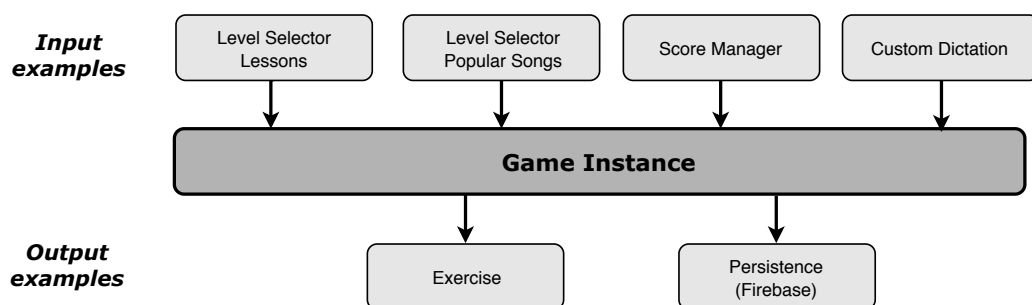 Input
examples
Level Selector
Lessons
Level Selector
Popular Songs
Score Manager
Custom Dictation
Game Instance
Output
examples
Exercise
Persistence
(Firebase)